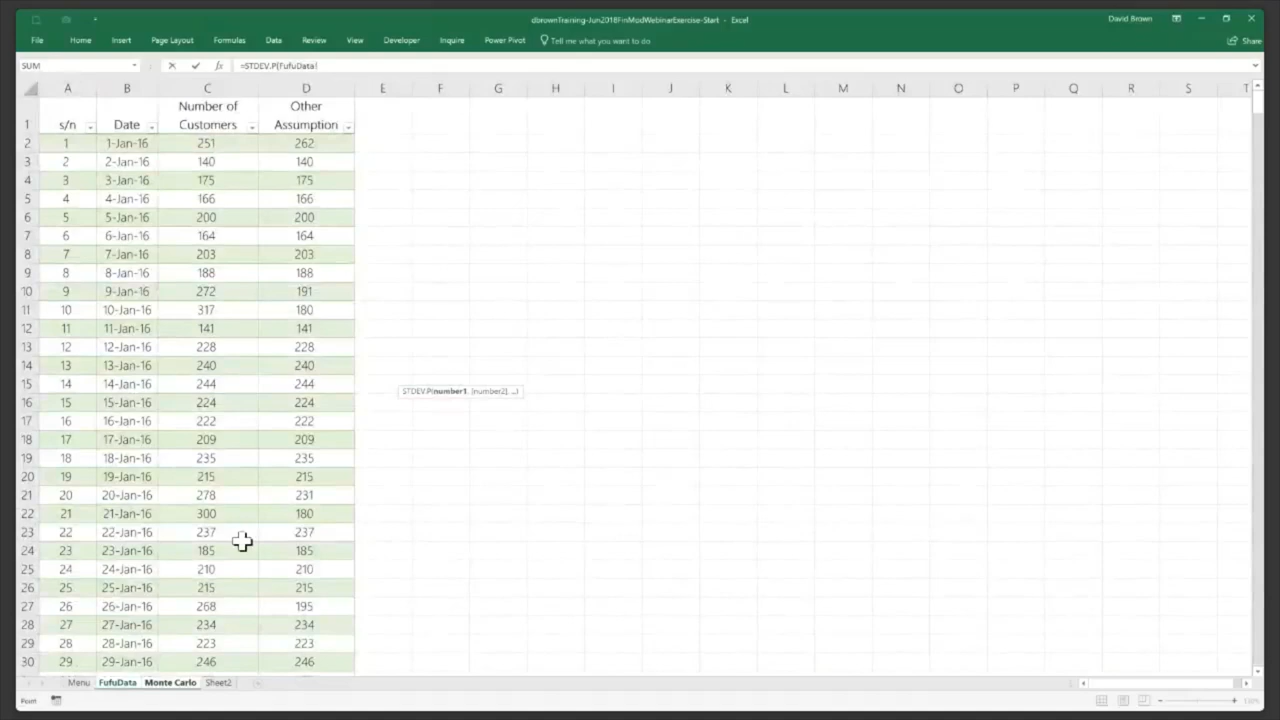 dbrownTraining-Jun2018FinModWebinarExercise-Start - Excel
David Brown
File Home Insert Page Layout Formulas Data Review View Developer Inquire Power Pivot Tell me what you want to do Share
SUM fx =STDEV.P(FufuData[
A B C D E F G H I J K L M N O P Q R S T
Number of Other
1 s/n Date Customers Assumption
2 1 1-Jan-16 251 262
3 2 2-Jan-16 140 140
4 3 3-Jan-16 175 175
5 4 4-Jan-16 166 166
6 5 5-Jan-16 200 200
7 6 6-Jan-16 164 164
8 7 7-Jan-16 203 203
9 8 8-Jan-16 188 188
10 9 9-Jan-16 272 191
11 10 10-Jan-16 317 180
12 11 11-Jan-16 141 141
13 12 12-Jan-16 228 228
14 13 13-Jan-16 240 240
15 14 14-Jan-16 244 244
STDEV.P(number1, [number2], ...)
16 15 15-Jan-16 224 224
17 16 16-Jan-16 222 222
18 17 17-Jan-16 209 209
19 18 18-Jan-16 235 235
20 19 19-Jan-16 215 215
21 20 20-Jan-16 278 231
22 21 21-Jan-16 300 180
23 22 22-Jan-16 237 237
24 23 23-Jan-16 185 185
25 24 24-Jan-16 210 210
26 25 25-Jan-16 215 215
27 26 26-Jan-16 268 195
28 27 27-Jan-16 234 234
29 28 28-Jan-16 223 223
30 29 29-Jan-16 246 246
Menu FufuData Monte Carlo Sheet2
Point